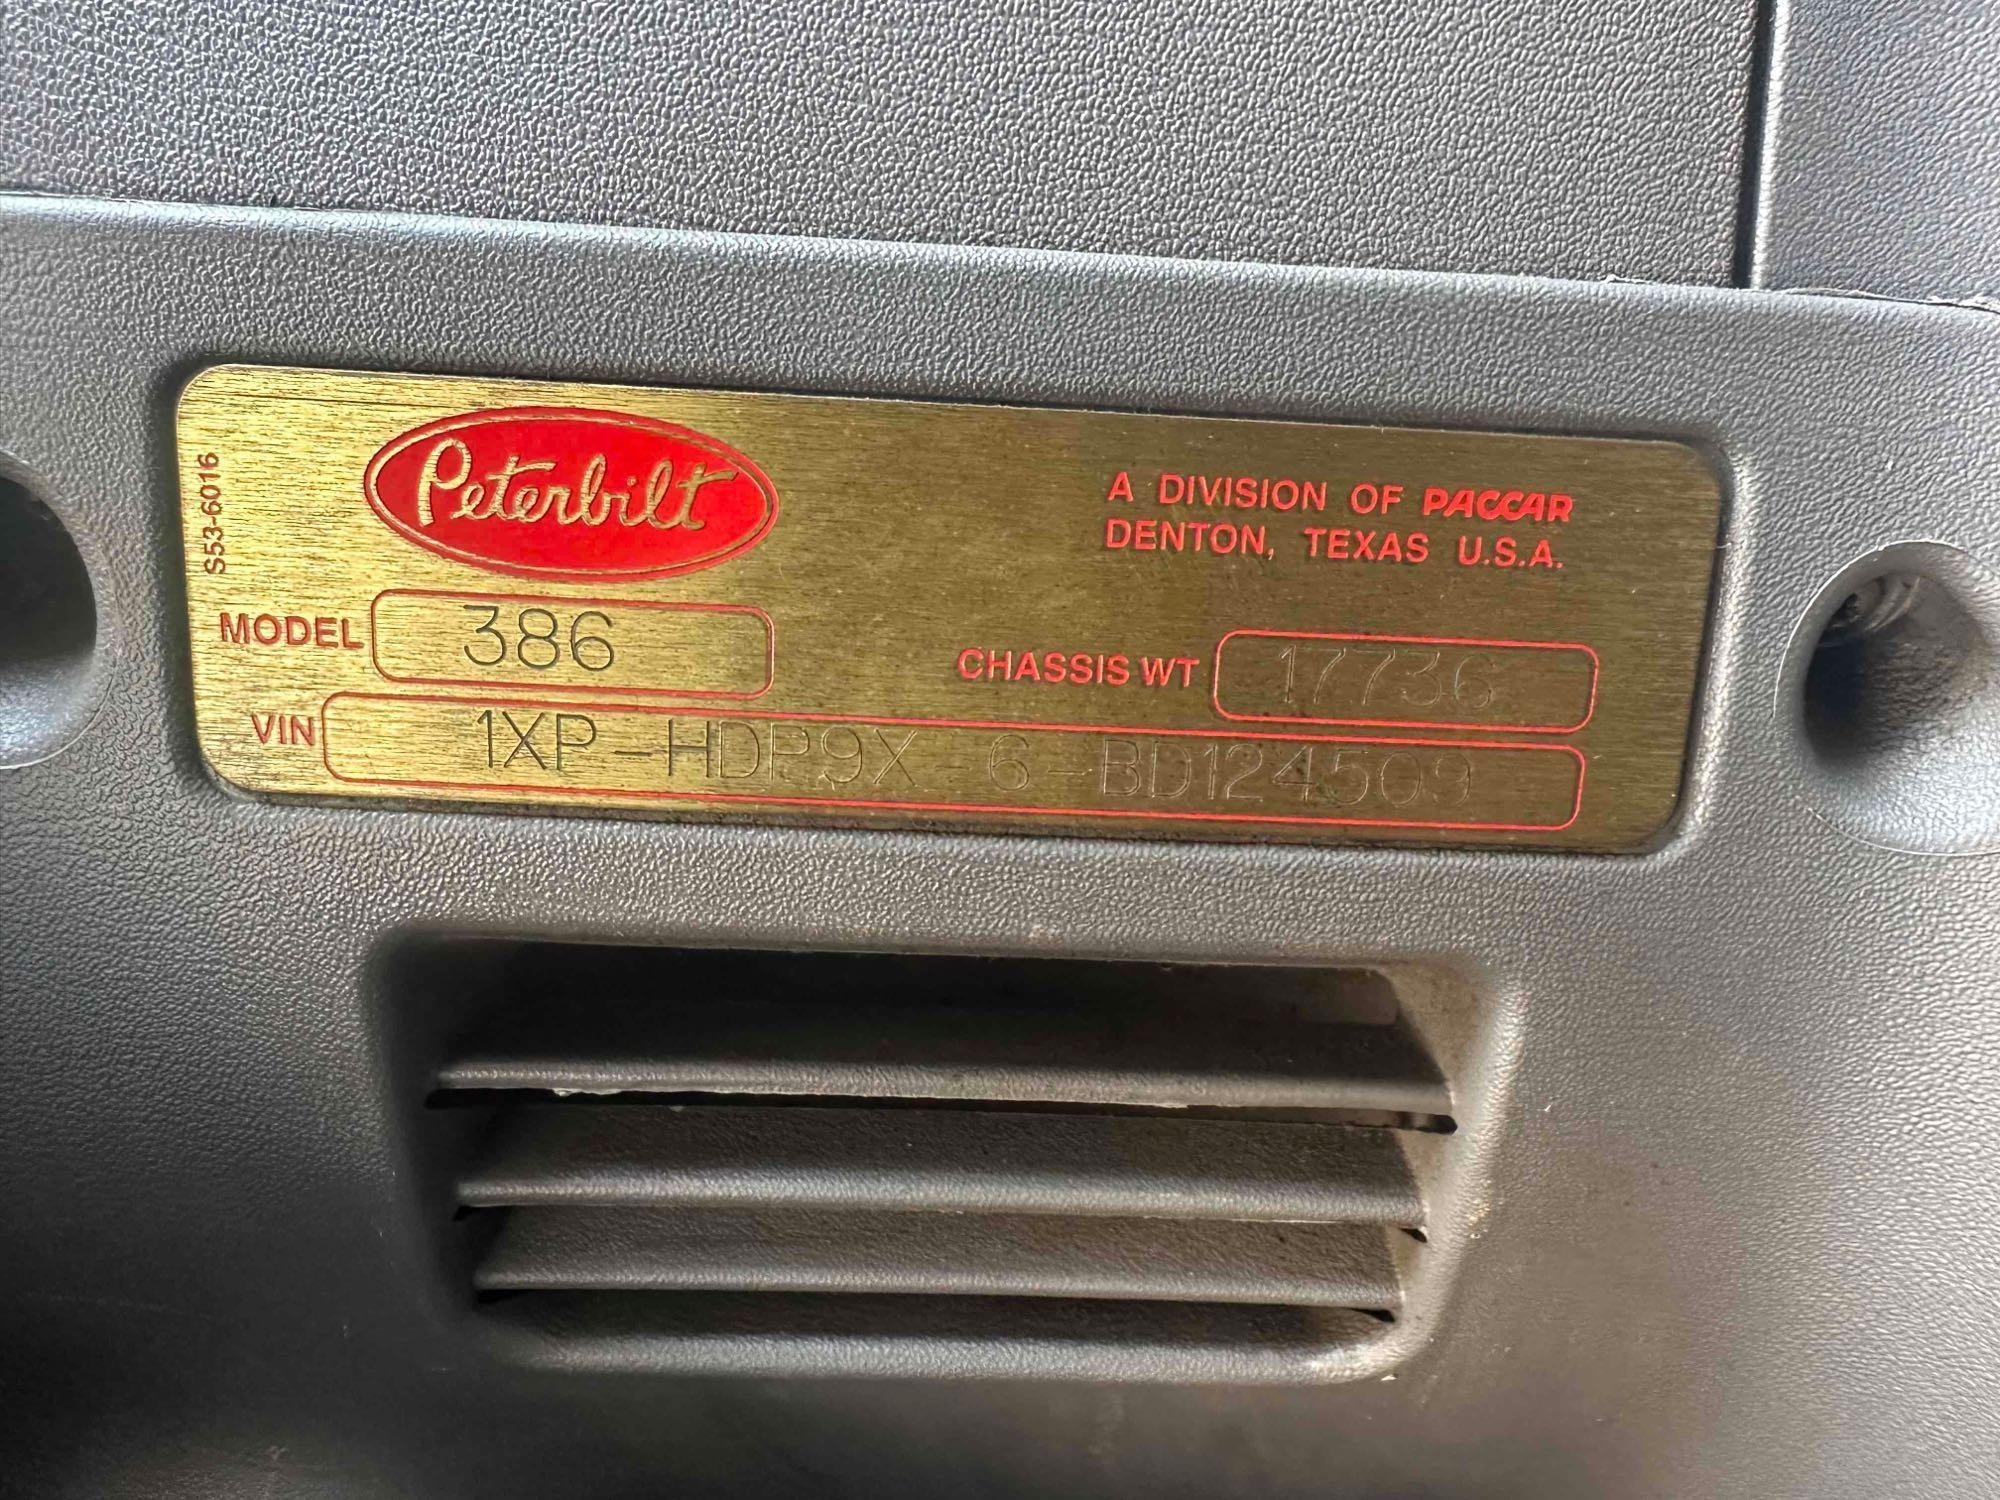 S53-6016
Peterbilt
A DIVISION OF PACCAR
DENTON, TEXAS U.S.A.
MODEL 386
CHASSIS WT 17736
VIN 1XP-HDP9X-6-BD124509